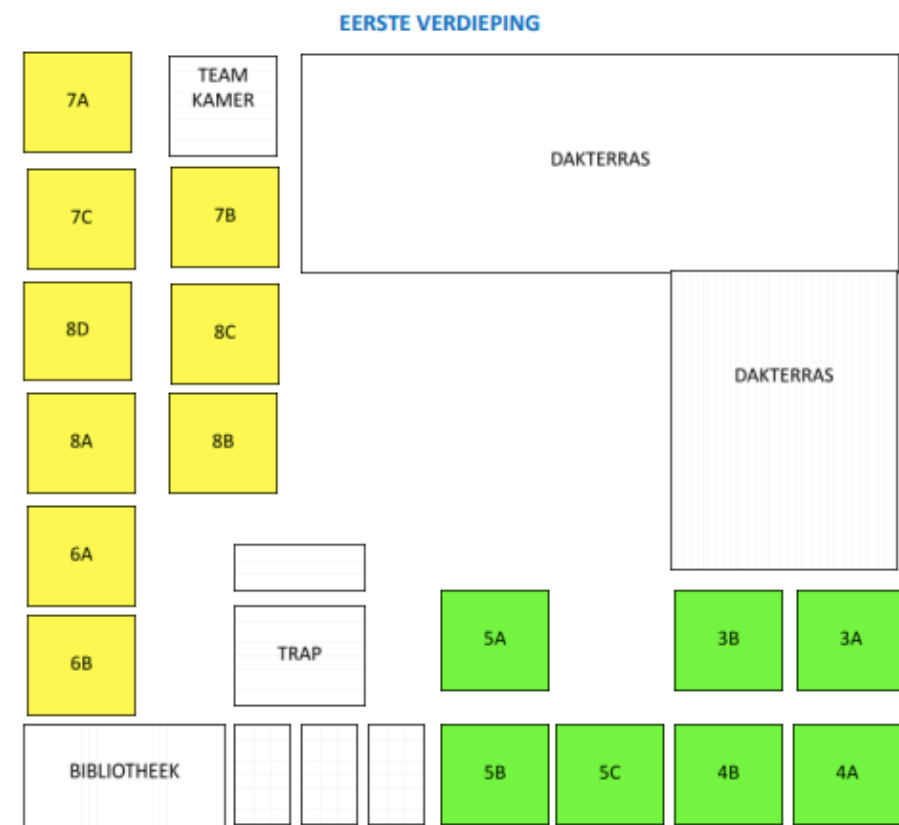 EERSTE VERDIEPING
7A
TEAM
KAMER
DAKTERRAS
7C
7B
8D
8C
DAKTERRAS
8A
8B
6A
6B
TRAP
5A
3B
3A
BIBLIOTHEEK
5B
5C
4B
4A